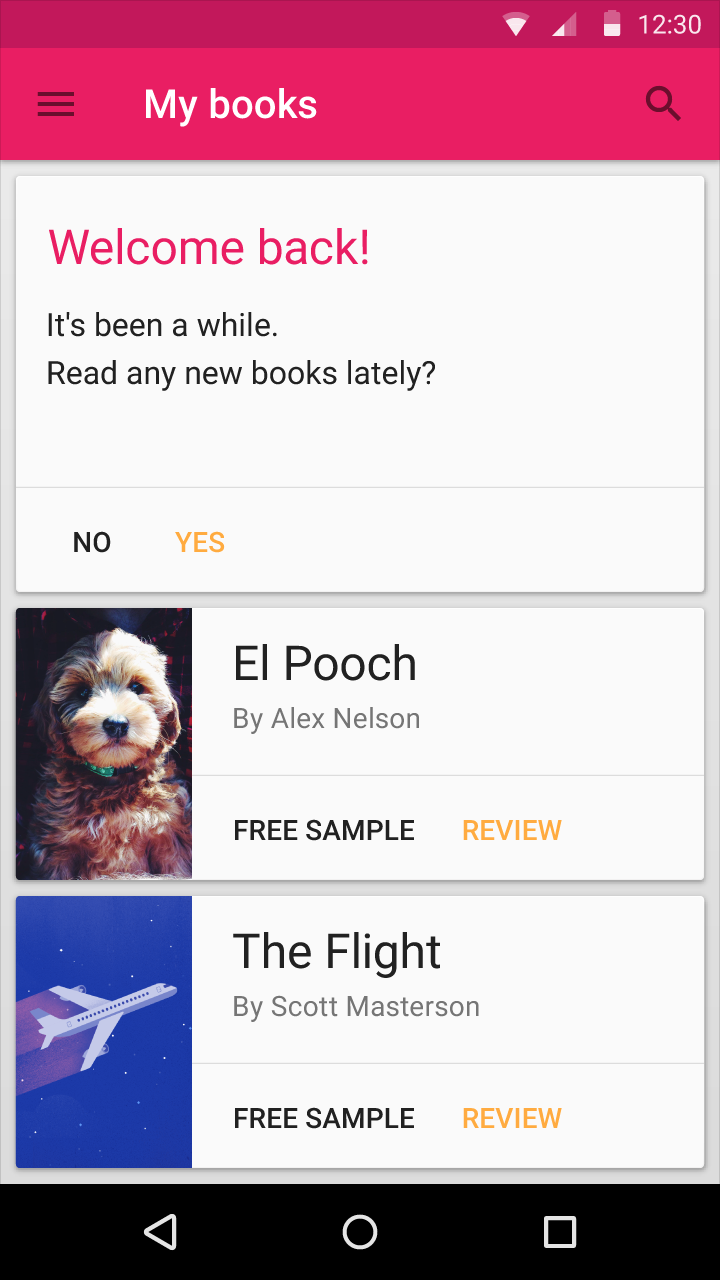 12:30
My books
Welcome back!
It's been a while.
Read any new books lately?
NO YES
El Pooch
By Alex Nelson
FREE SAMPLE REVIEW
The Flight
By Scott Masterson
FREE SAMPLE REVIEW